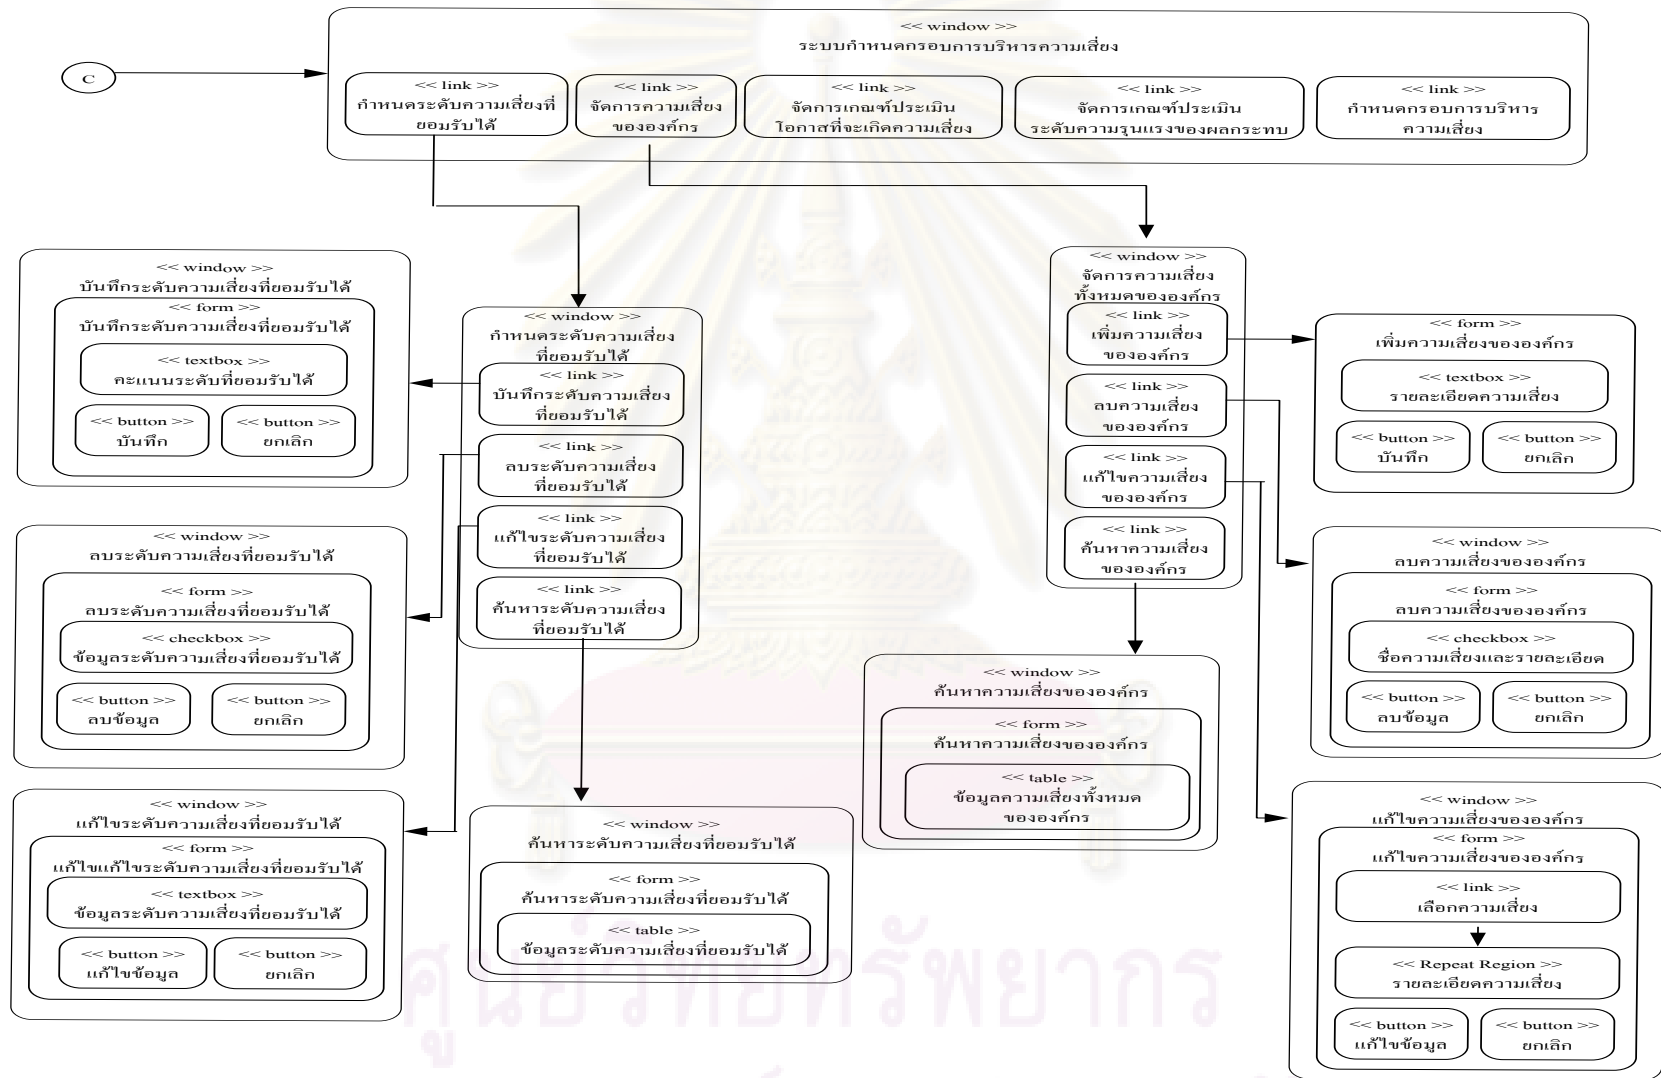 C
<< window >>
ระบบกำหนดกรอบการบริหารความเสี่ยง
<< link >>
กำหนดระดับความเสี่ยงที่
ยอมรับได้
<< link >>
จัดการความเสี่ยง
ขององค์กร
<< link >>
จัดการเกณฑ์ประเมิน
โอกาสที่จะเกิดความเสี่ยง
<< link >>
จัดการเกณฑ์ประเมิน
ระดับความรุนแรงของผลกระทบ
<< link >>
กำหนดกรอบการบริหาร
ความเสี่ยง
<< window >>
บันทึกระดับความเสี่ยงที่ยอมรับได้
<< form >>
บันทึกระดับความเสี่ยงที่ยอมรับได้
<< textbox >>
คะแนนระดับที่ยอมรับได้
<< button >>
บันทึก
<< button >>
ยกเลิก
<< window >>
ลบระดับความเสี่ยงที่ยอมรับได้
<< form >>
ลบระดับความเสี่ยงที่ยอมรับได้
<< checkbox >>
ข้อมูลระดับความเสี่ยงที่ยอมรับได้
<< button >>
ลบข้อมูล
<< button >>
ยกเลิก
<< window >>
แก้ไขระดับความเสี่ยงที่ยอมรับได้
<< form >>
แก้ไขแก้ไขระดับความเสี่ยงที่ยอมรับได้
<< textbox >>
ข้อมูลระดับความเสี่ยงที่ยอมรับได้
<< button >>
แก้ไขข้อมูล
<< button >>
ยกเลิก
<< window >>
กำหนดระดับความเสี่ยง
ที่ยอมรับได้
<< link >>
บันทึกระดับความเสี่ยง
ที่ยอมรับได้
<< link >>
ลบระดับความเสี่ยง
ที่ยอมรับได้
<< link >>
แก้ไขระดับความเสี่ยง
ที่ยอมรับได้
<< link >>
ค้นหาระดับความเสี่ยง
ที่ยอมรับได้
<< window >>
ค้นหาระดับความเสี่ยงที่ยอมรับได้
<< form >>
ค้นหาระดับความเสี่ยงที่ยอมรับได้
<< table >>
ข้อมูลระดับความเสี่ยงที่ยอมรับได้
<< window >>
จัดการความเสี่ยง
ทั้งหมดขององค์กร
<< link >>
เพิ่มความเสี่ยง
ขององค์กร
<< link >>
ลบความเสี่ยง
ขององค์กร
<< link >>
แก้ไขความเสี่ยง
ขององค์กร
<< link >>
ค้นหาความเสี่ยง
ขององค์กร
<< window >>
ค้นหาความเสี่ยงขององค์กร
<< form >>
ค้นหาความเสี่ยงขององค์กร
<< table >>
ข้อมูลความเสี่ยงทั้งหมด
ขององค์กร
<< form >>
เพิ่มความเสี่ยงขององค์กร
<< textbox >>
รายละเอียดความเสี่ยง
<< button >>
บันทึก
<< button >>
ยกเลิก
<< window >>
ลบความเสี่ยงขององค์กร
<< form >>
ลบความเสี่ยงขององค์กร
<< checkbox >>
ชื่อความเสี่ยงและรายละเอียด
<< button >>
ลบข้อมูล
<< button >>
ยกเลิก
<< window >>
แก้ไขความเสี่ยงขององค์กร
<< form >>
แก้ไขความเสี่ยงขององค์กร
<< link >>
เลือกความเสี่ยง
<< Repeat Region >>
รายละเอียดความเสี่ยง
<< button >>
แก้ไขข้อมูล
<< button >>
ยกเลิก
ศูนย์วิทยทรัพยากร